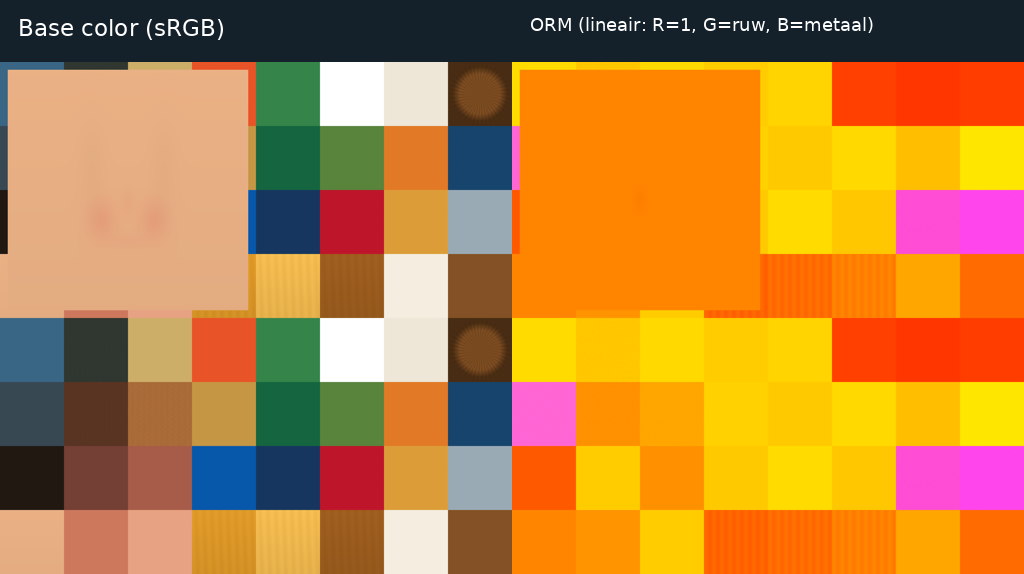 Base color (sRGB)
ORM (lineair: R=1, G=ruw, B=metaal)